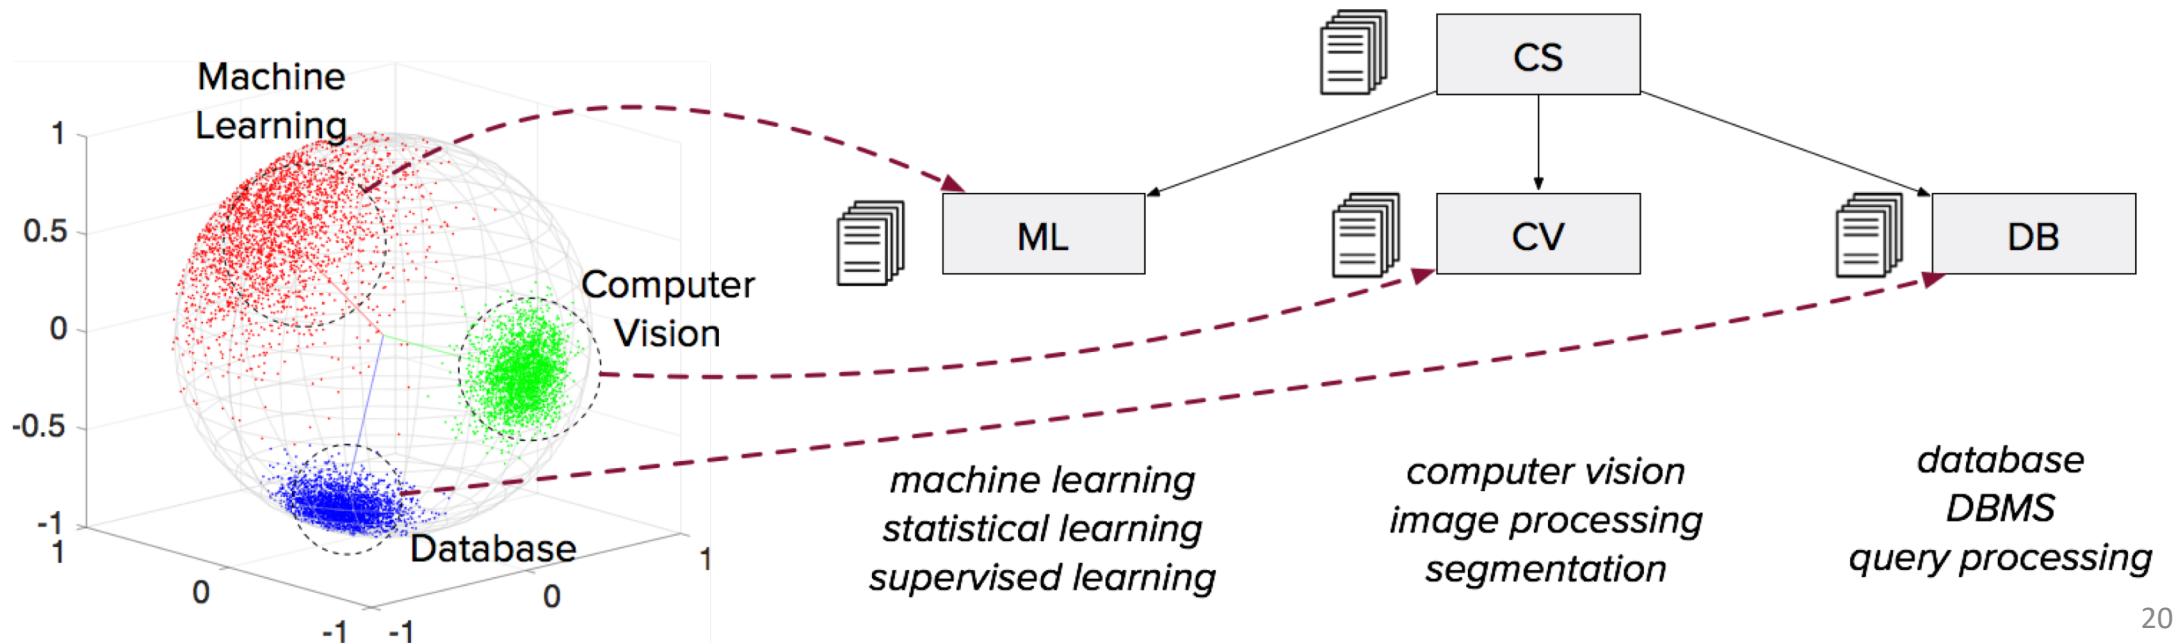 Machine
Learning
1
0.5
0
-0.5
-1
1
0
-1
-1
0
1
Computer
Vision
Database
CS
ML
CV
DB
machine learning
statistical learning
supervised learning
computer vision
image processing
segmentation
database
DBMS
query processing
20